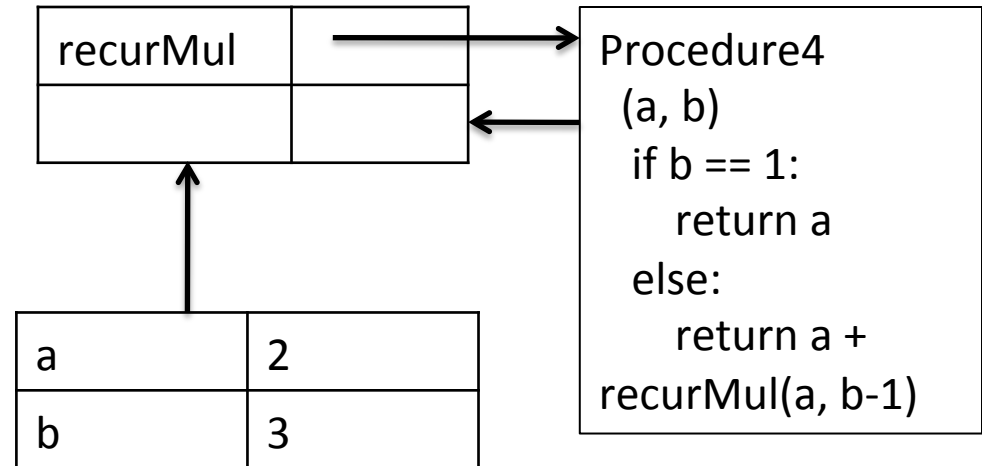 recurMul
Procedure4
(a, b)
if b == 1:
return a
else:
return a +
recurMul(a, b-1)
a 2
b 3